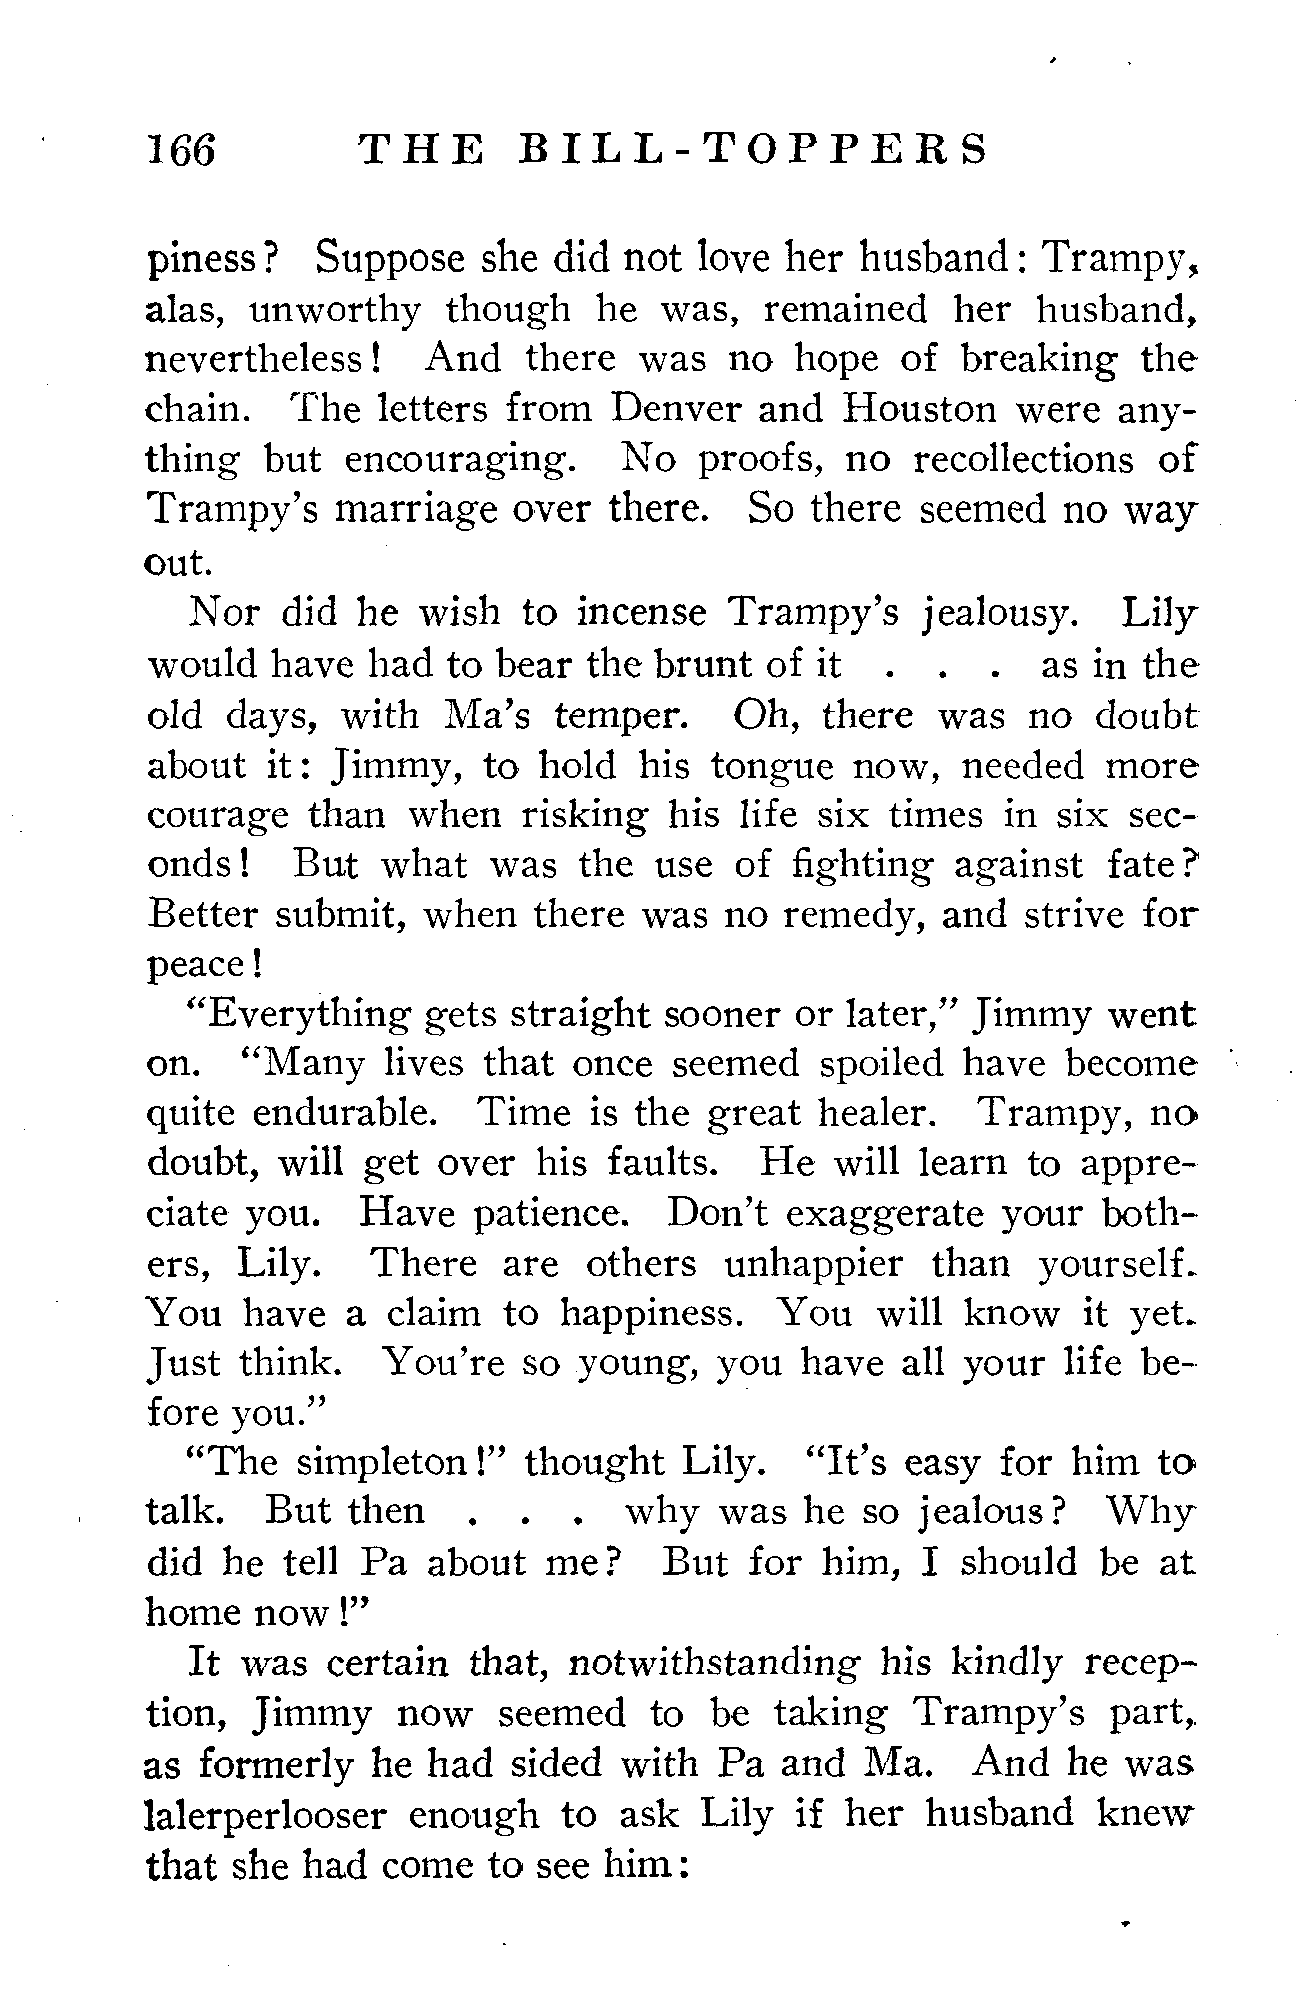 166 THE BILL-TOPPERS
piness? Suppose she did not love her husband: Trampy,
alas, unworthy though he was, remained her husband,
nevertheless! And there was no hope of breaking the
chain. The letters from Denver and Houston were any-
thing but encouraging. No proofs, no recollections of
Trampy's marriage over there. So there seemed no way
out.
Nor did he wish to incense Trampy's jealousy. Lily
would have had to bear the brunt of it . . . as in the
old days, with Ma's temper. Oh, there was no doubt
about it: Jimmy, to hold his tongue now, needed more
courage than when risking his life six times in six sec-
onds! But what was the use of fighting against fate?
Better submit, when there was no remedy, and strive for
peace!
"Everything gets straight sooner or later," Jimmy went
on. "Many lives that once seemed spoiled have become
quite endurable. Time is the great healer. Trampy, no
doubt, will get over his faults. He will learn to appre-
ciate you. Have patience. Don't exaggerate your both-
ers, Lily. There are others unhappier than yourself.
You have a claim to happiness. You will know it yet.
Just think. You're so young, you have all your life be-
fore you."
"The simpleton!" thought Lily. "It's easy for him to
talk. But then . . . why was he so jealous? Why
did he tell Pa about me? But for him, I should be at
home now!"
It was certain that, notwithstanding his kindly recep-
tion, Jimmy now seemed to be taking Trampy's part,
as formerly he had sided with Pa and Ma. And he was
lalerperlooser enough to ask Lily if her husband knew
that she had come to see him: